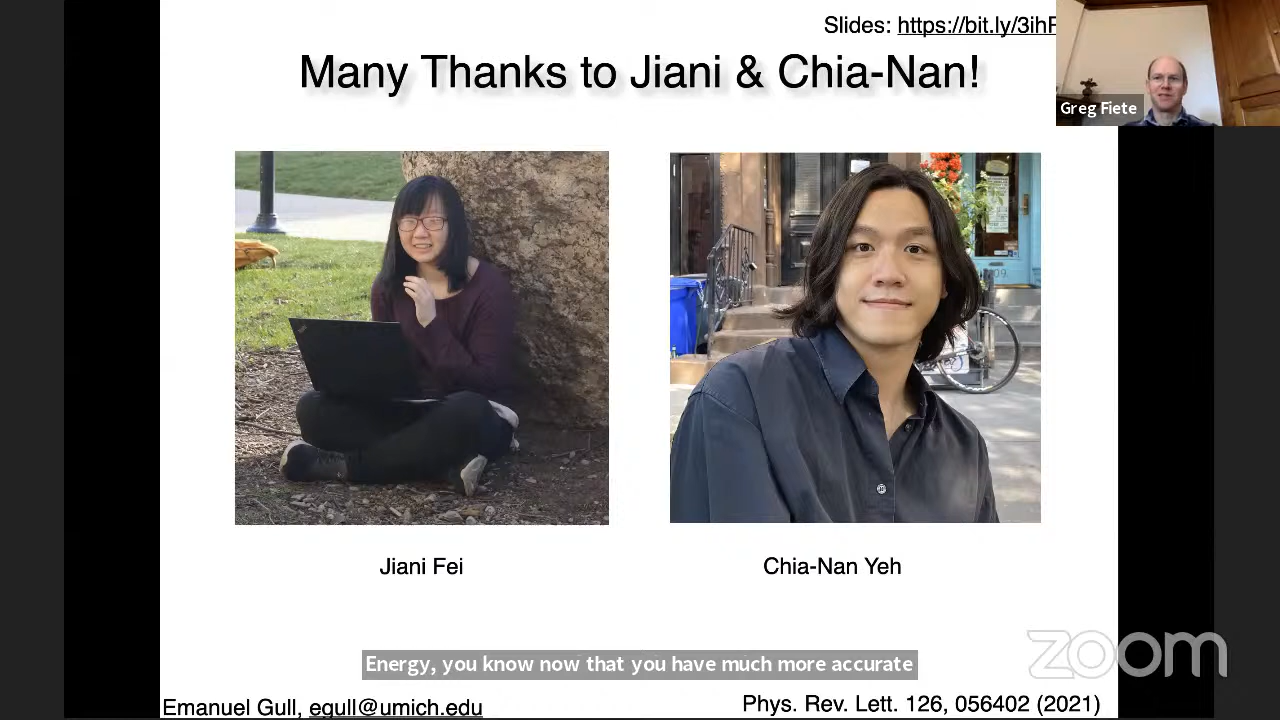 Slides: https://bit.ly/3ih
Many Thanks to Jiani & Chia-Nan!
Greg Fiete
Jiani Fei
Chia-Nan Yeh
Energy, you know now that you have much more accurate
zoom
Emanuel Gull, egull@umich.edu
Phys. Rev. Lett. 126, 056402 (2021)